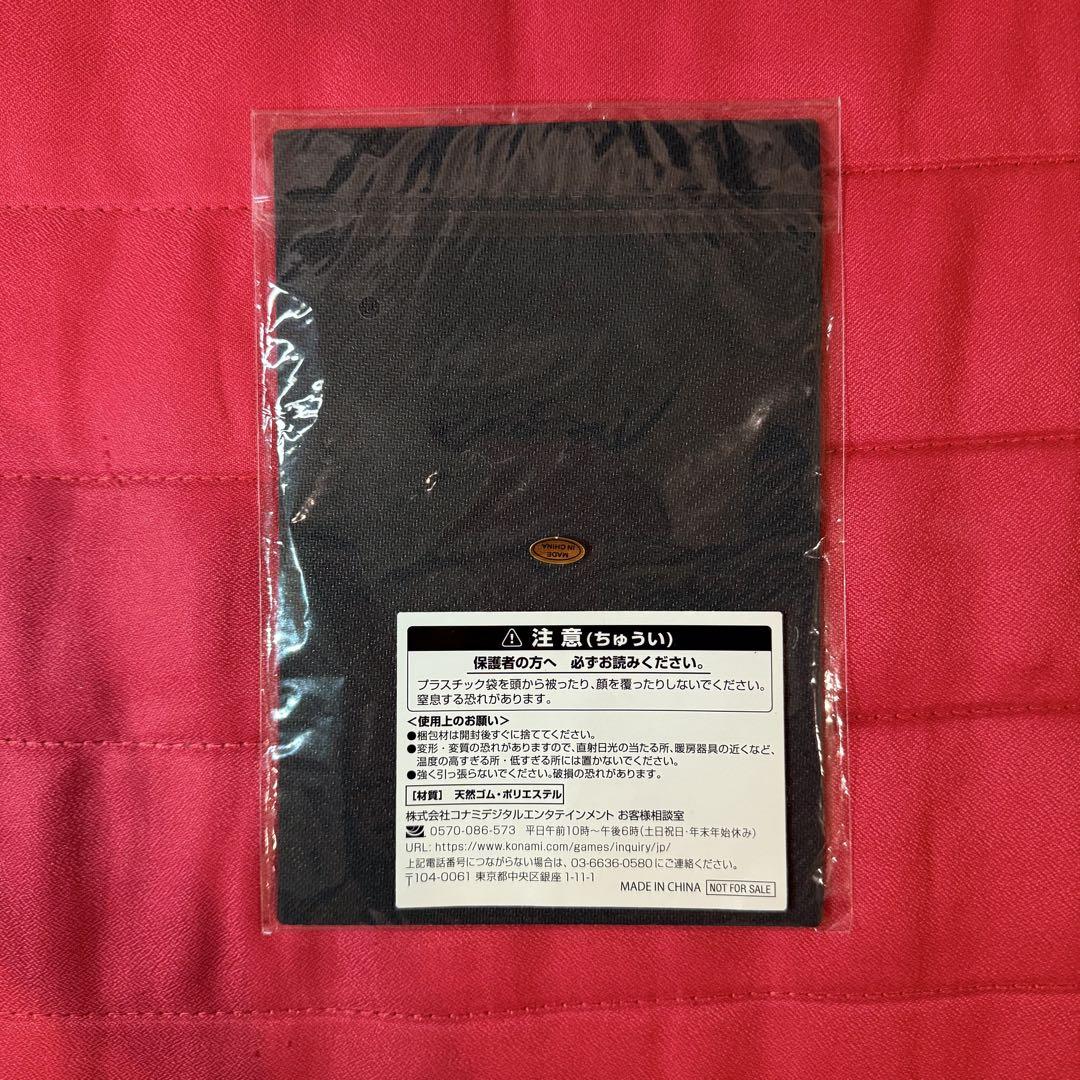 MADE
IN CHINA
注意(ちゅうい)
保護者の方へ 必ずお読みください。
プラスチック袋を頭から被ったり、顔を覆ったりしないでください。
窒息する恐れがあります。
<使用上のお願い>
●梱包材は開封後すぐに捨ててください。
●変形・変質の恐れがありますので、直射日光の当たる所、暖房器具の近くなど、
温度の高すぎる所・低すぎる所には置かないでください。
●強く引っ張らないでください。破損の恐れがあります。
【材質】 天然ゴム・ポリエステル
株式会社コナミデジタルエンタテインメント お客様相談室
0570-086-573 平日午前10時~午後6時(土日祝日・年末年始休み)
URL: https://www.konami.com/games/inquiry/jp/
上記電話番号につながらない場合は、03-6636-0580にご連絡ください。
〒104-0061 東京都中央区銀座1-11-1
MADE IN CHINA NOT FOR SALE